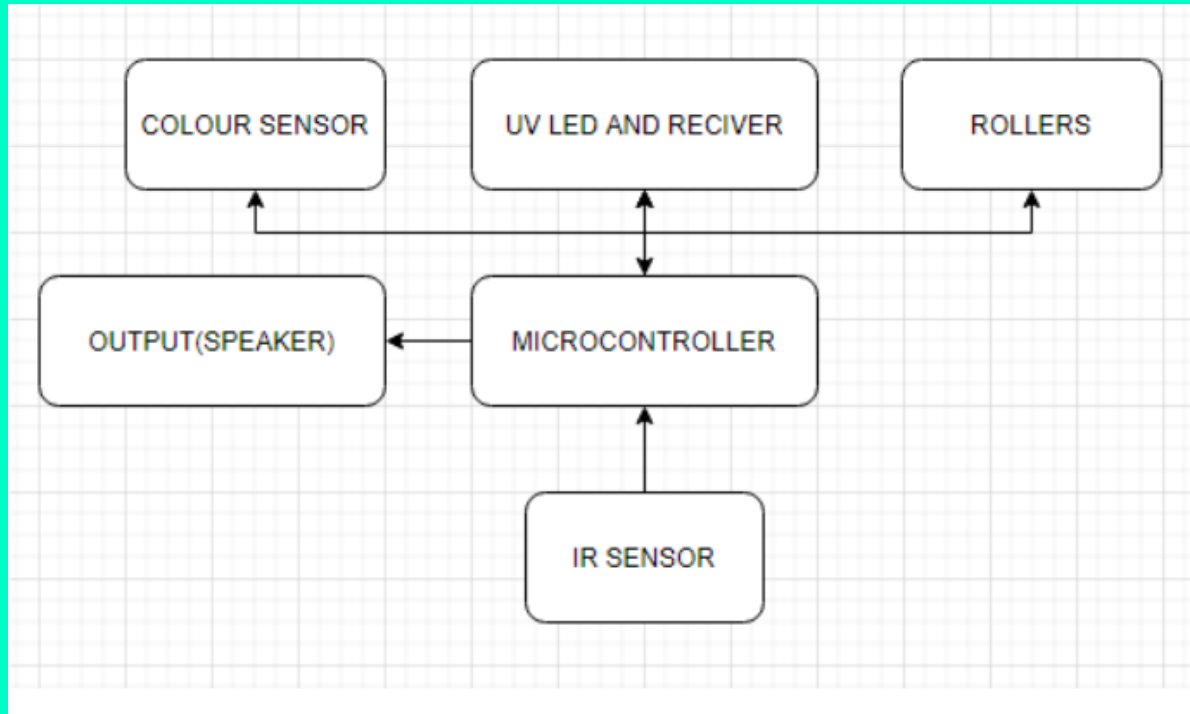 COLOUR SENSOR
UV LED AND RECIVER
ROLLERS
OUTPUT(SPEAKER)
MICROCONTROLLER
IR SENSOR